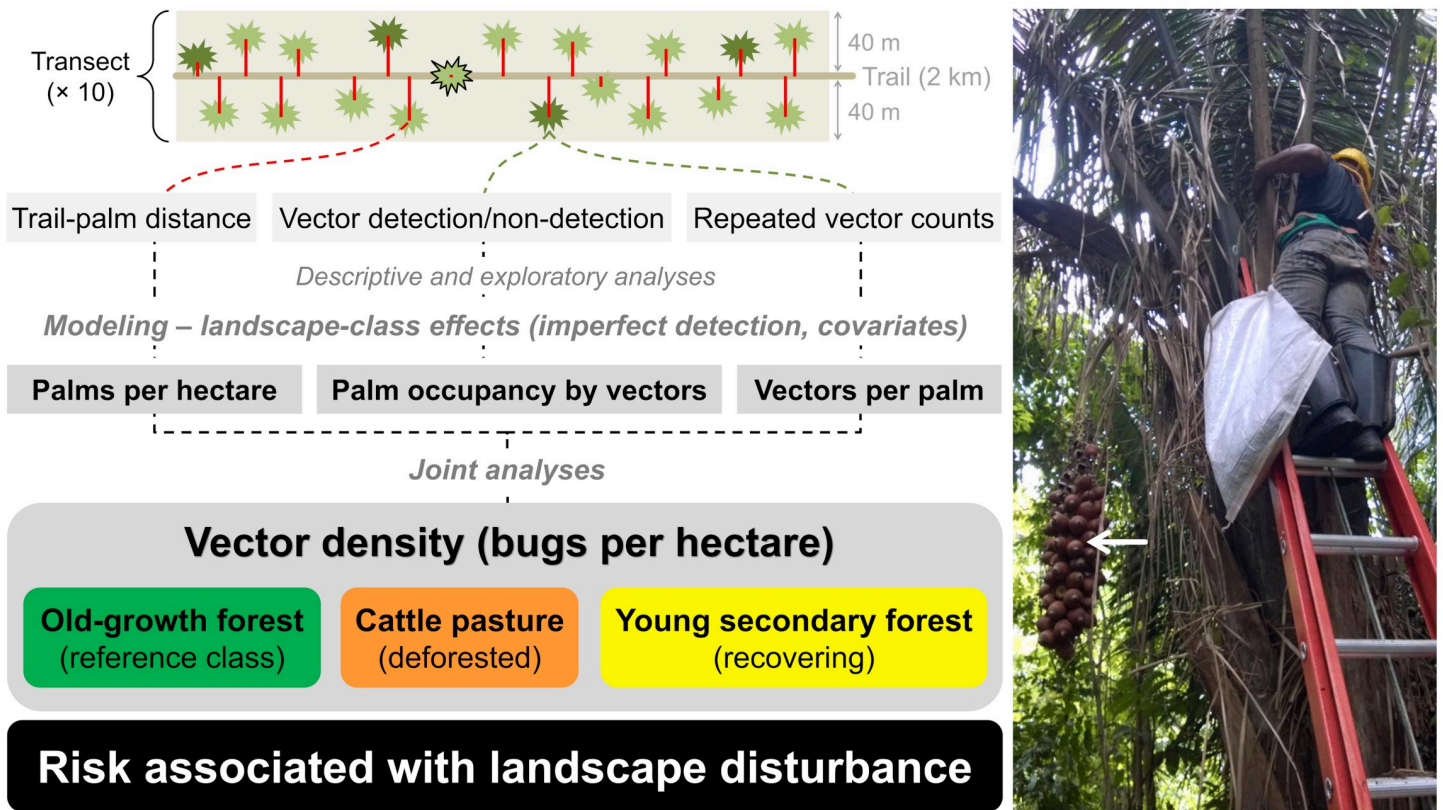 Transect
(× 10)
40 m
Trail (2 km)
40 m
Trail-palm distance
Vector detection/non-detection
Repeated vector counts
Descriptive and exploratory analyses
Modeling – landscape-class effects (imperfect detection, covariates)
Palms per hectare
Palm occupancy by vectors
Vectors per palm
Joint analyses
Vector density (bugs per hectare)
Old-growth forest
(reference class)
Cattle pasture
(deforested)
Young secondary forest
(recovering)
Risk associated with landscape disturbance